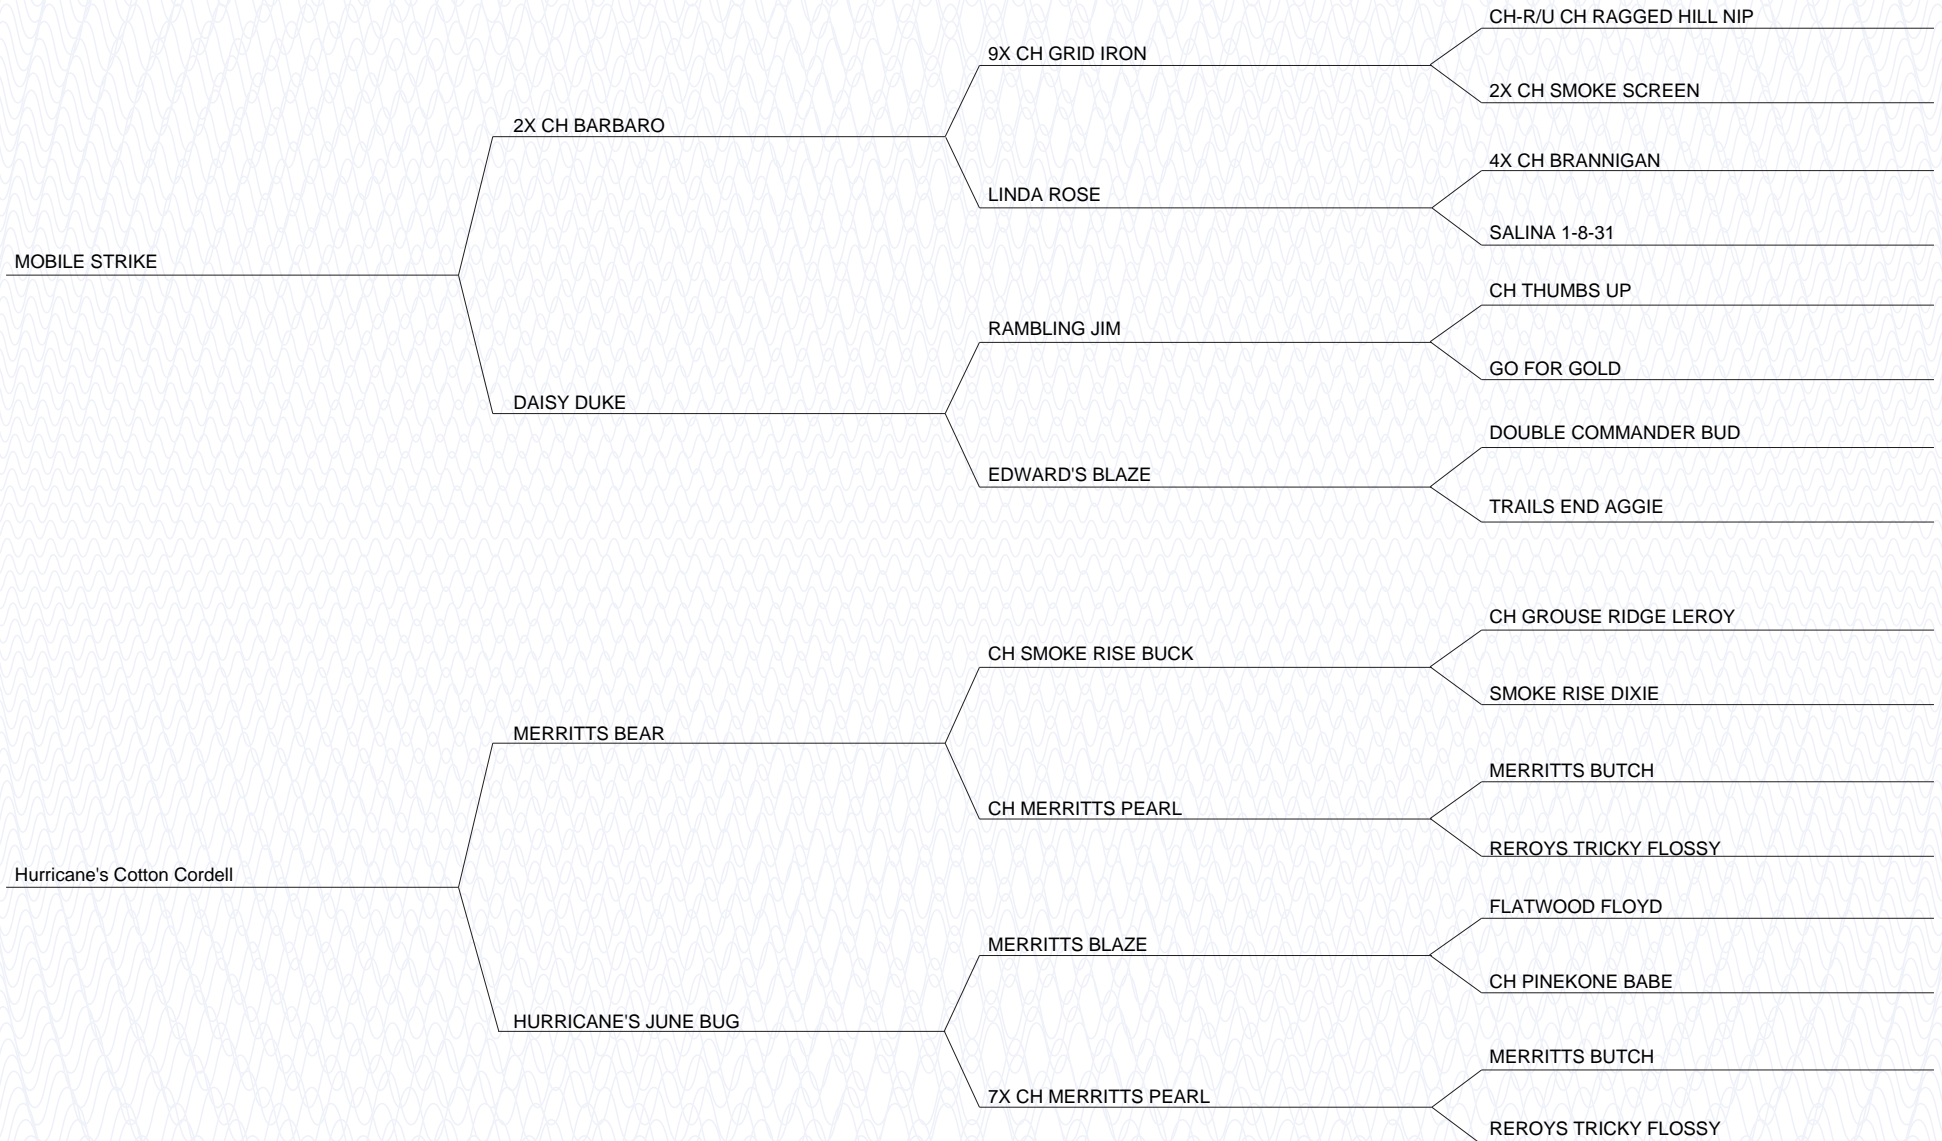 CH-R/U CH RAGGED HILL NIP
9X CH GRID IRON
2X CH SMOKE SCREEN
2X CH BARBARO
4X CH BRANNIGAN
LINDA ROSE
SALINA 1-8-31
MOBILE STRIKE
CH THUMBS UP
RAMBLING JIM
GO FOR GOLD
DAISY DUKE
DOUBLE COMMANDER BUD
EDWARD'S BLAZE
TRAILS END AGGIE
CH GROUSE RIDGE LEROY
CH SMOKE RISE BUCK
SMOKE RISE DIXIE
MERRITTS BEAR
MERRITTS BUTCH
CH MERRITTS PEARL
REROYS TRICKY FLOSSY
Hurricane's Cotton Cordell
FLATWOOD FLOYD
MERRITTS BLAZE
CH PINEKONE BABE
HURRICANE'S JUNE BUG
MERRITTS BUTCH
7X CH MERRITTS PEARL
REROYS TRICKY FLOSSY